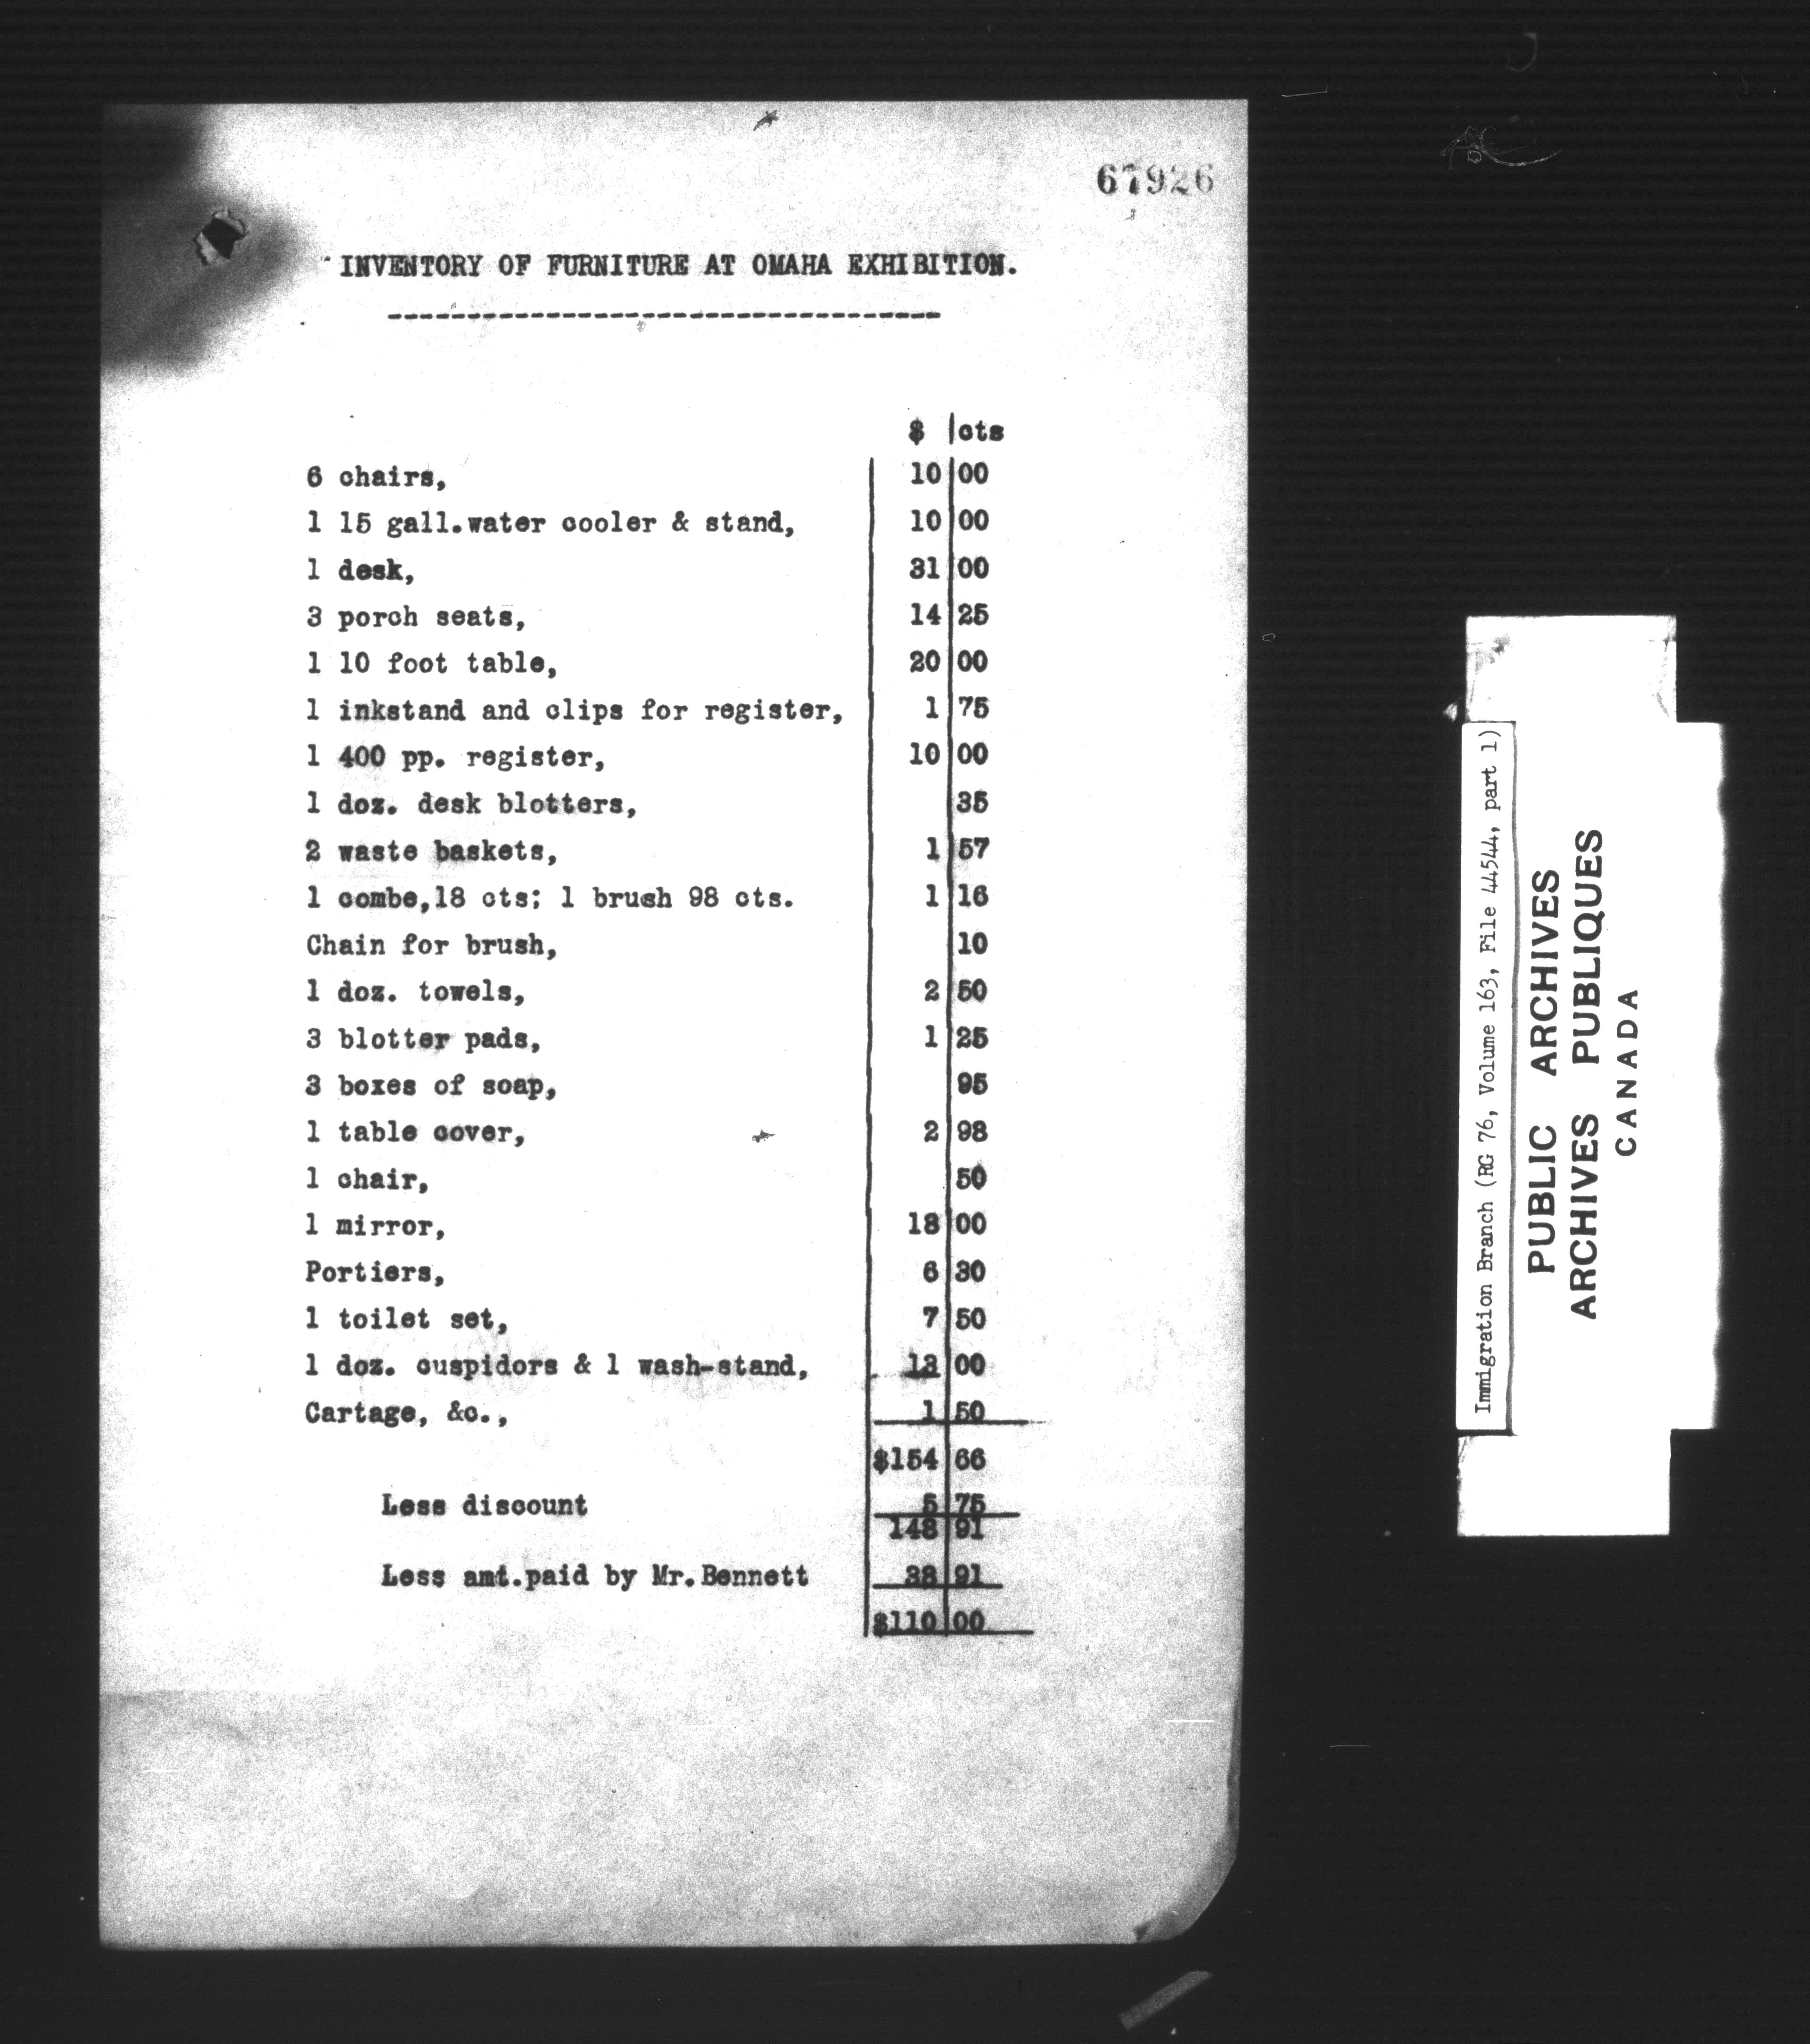 67926
INVENTORY OF FURNITURE AT OMAHA EXHIBITION.
-----------------------------------
$ | cts
6 chairs, 10 00
1 15 gall.water cooler & stand, 10 00
1 desk, 31 00
3 porch seats, 14 25
1 10 foot table, 20 00
1 inkstand and clips for register, 1 75
1 400 pp. register, 10 00
1 doz. desk blotters, 35
2 waste baskets, 1 57
1 combe,18 cts; 1 brush 98 cts. 1 16
Chain for brush, 10
1 doz. towels, 2 50
3 blotter pads, 1 25
3 boxes of soap, 95
1 table cover, 2 98
1 chair, 50
1 mirror, 18 00
Portiers, 6 30
1 toilet set, 7 50
1 doz. cuspidors & 1 wash-stand, 13 00
Cartage, &c., 1 50
$154 66
Less discount 5 75
148 91
Less amt.paid by Mr.Bennett 38 91
$110 00
Immigration Branch (RG 76, Volume 163, File 44544, part 1)
PUBLIC ARCHIVES
ARCHIVES PUBLIQUES
CANADA